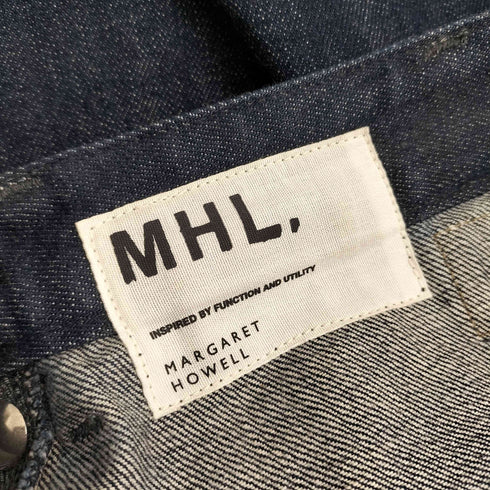 MHL,
INSPIRED BY FUNCTION AND UTILITY
MARGARET
HOWELL